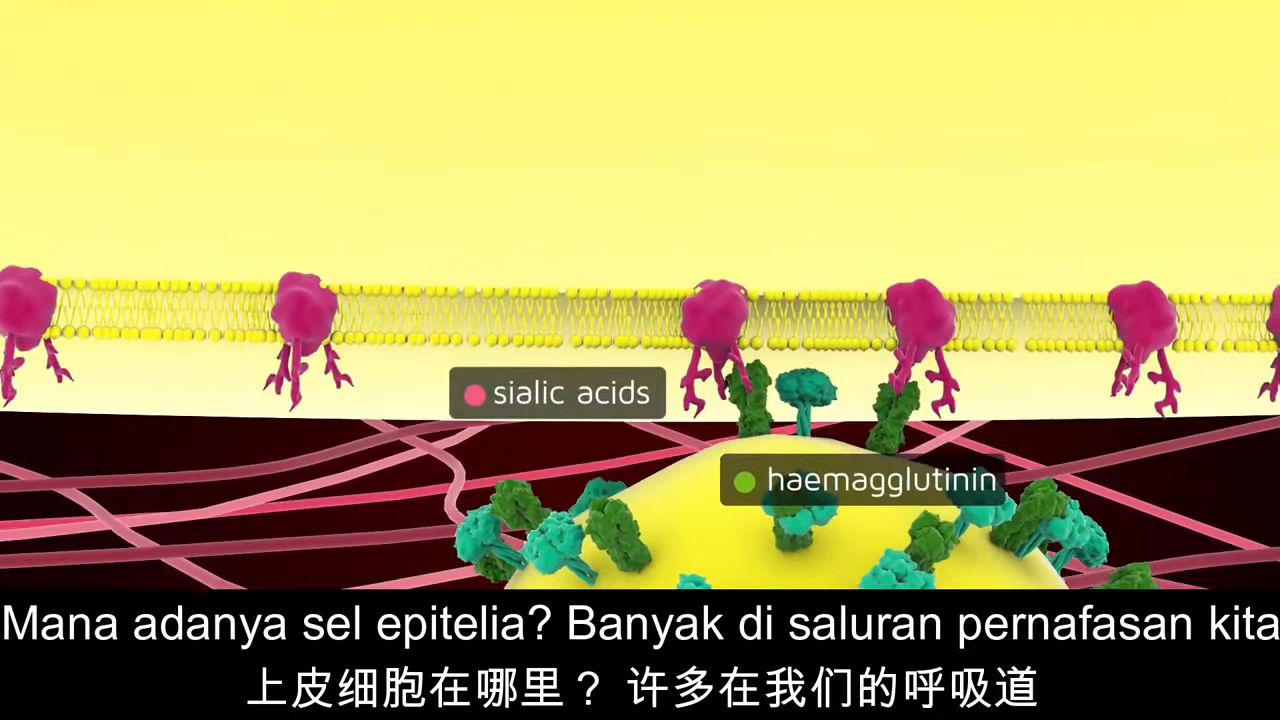 sialic acids
haemagglutinin
Mana adanya sel epitelia? Banyak di saluran pernafasan kita
上皮细胞在哪里？ 许多在我们的呼吸道